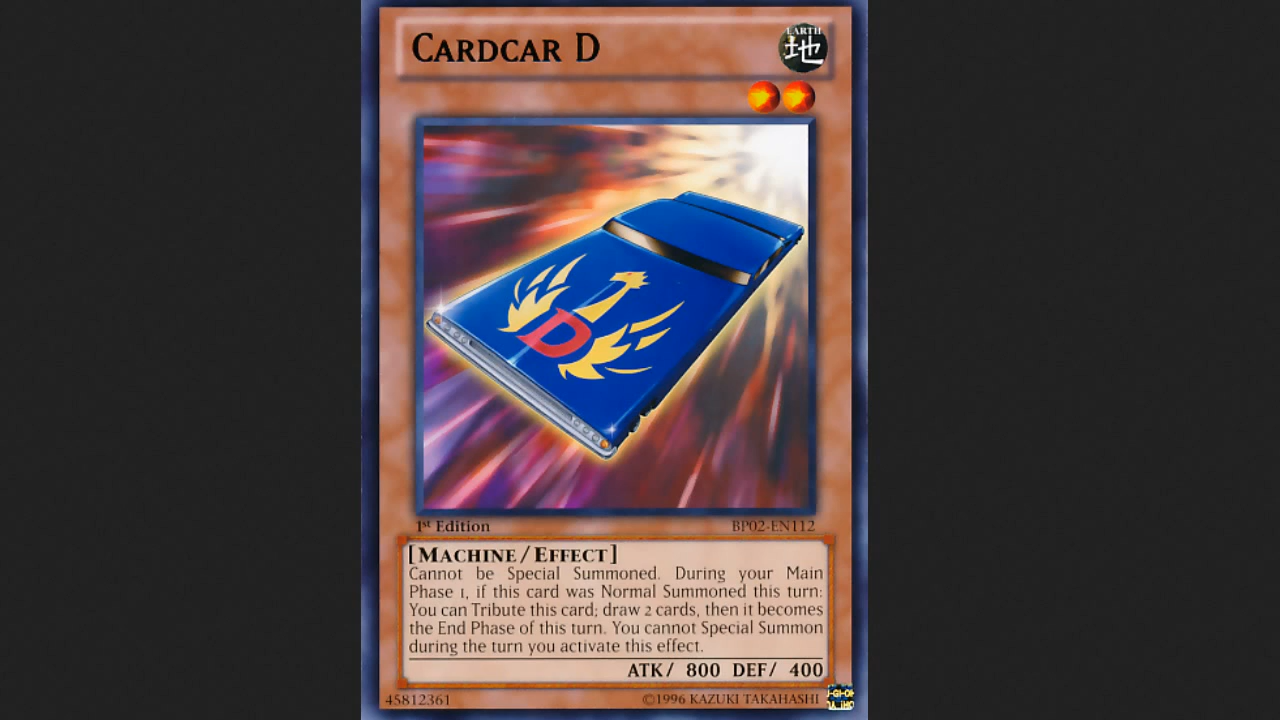 CARDCAR D
EARTH
地
D
1st Edition
BP02-EN112
[MACHINE/EFFECT]
Cannot be Special Summoned. During your Main
Phase 1, if this card was Normal Summoned this turn:
You can Tribute this card; draw 2 cards, then it becomes
the End Phase of this turn. You cannot Special Summon
during the turn you activate this effect.
ATK/ 800 DEF/ 400
45812361
©1996 KAZUKI TAKAHASHI